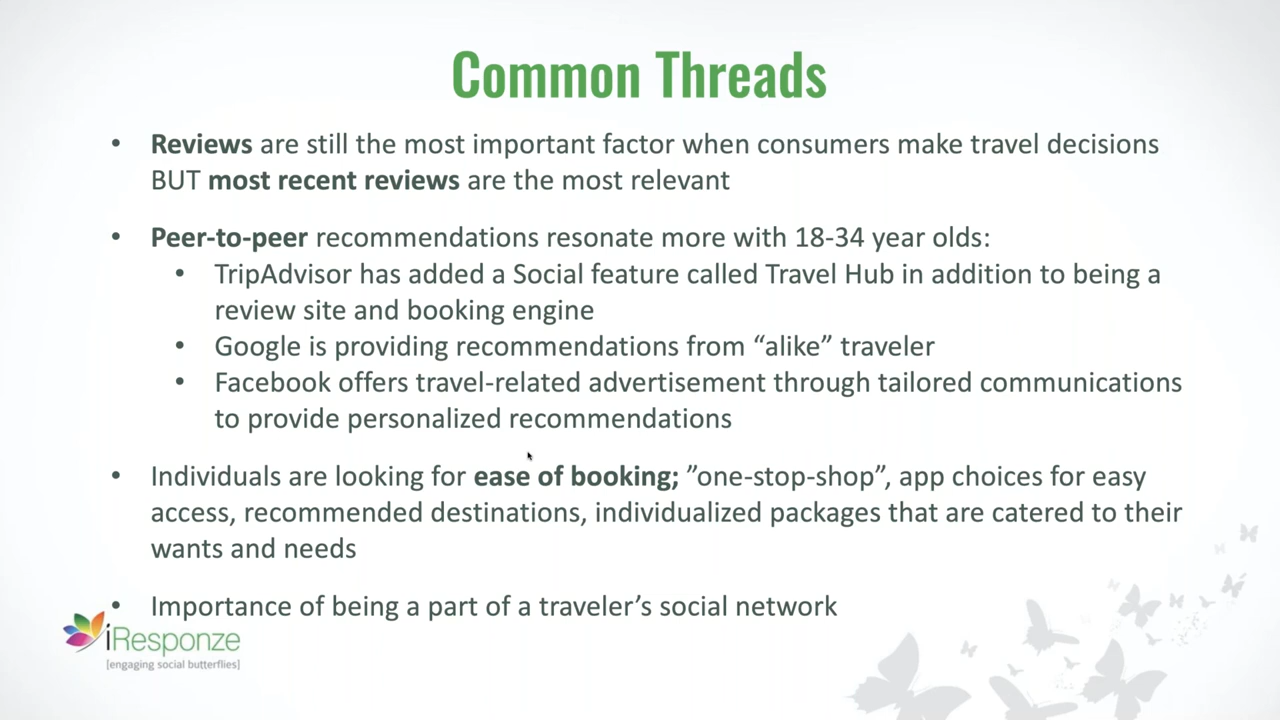 Common Threads
• Reviews are still the most important factor when consumers make travel decisions
BUT most recent reviews are the most relevant
• Peer-to-peer recommendations resonate more with 18-34 year olds:
• TripAdvisor has added a Social feature called Travel Hub in addition to being a
review site and booking engine
• Google is providing recommendations from “alike” traveler
• Facebook offers travel-related advertisement through tailored communications
to provide personalized recommendations
• Individuals are looking for ease of booking; ”one-stop-shop”, app choices for easy
access, recommended destinations, individualized packages that are catered to their
wants and needs
• Importance of being a part of a traveler’s social network
iResponze
[engaging social butterflies]